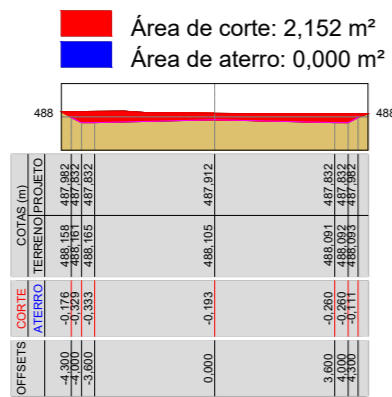 Área de corte: 2,152 m²
Área de aterro: 0,000 m²
488 488
COTAS (m)
PROJETO
487,982 487,832 487,832 487,912 487,832 487,832 487,982
TERRENO
488,158 488,161 488,165 488,105 488,091 488,092 488,093
CORTE
ATERRO
-0,176 -0,329 -0,333 -0,193 -0,260 -0,260 -0,111
OFFSETS
-4,300 -4,000 -3,600 0,000 3,600 4,000 4,300